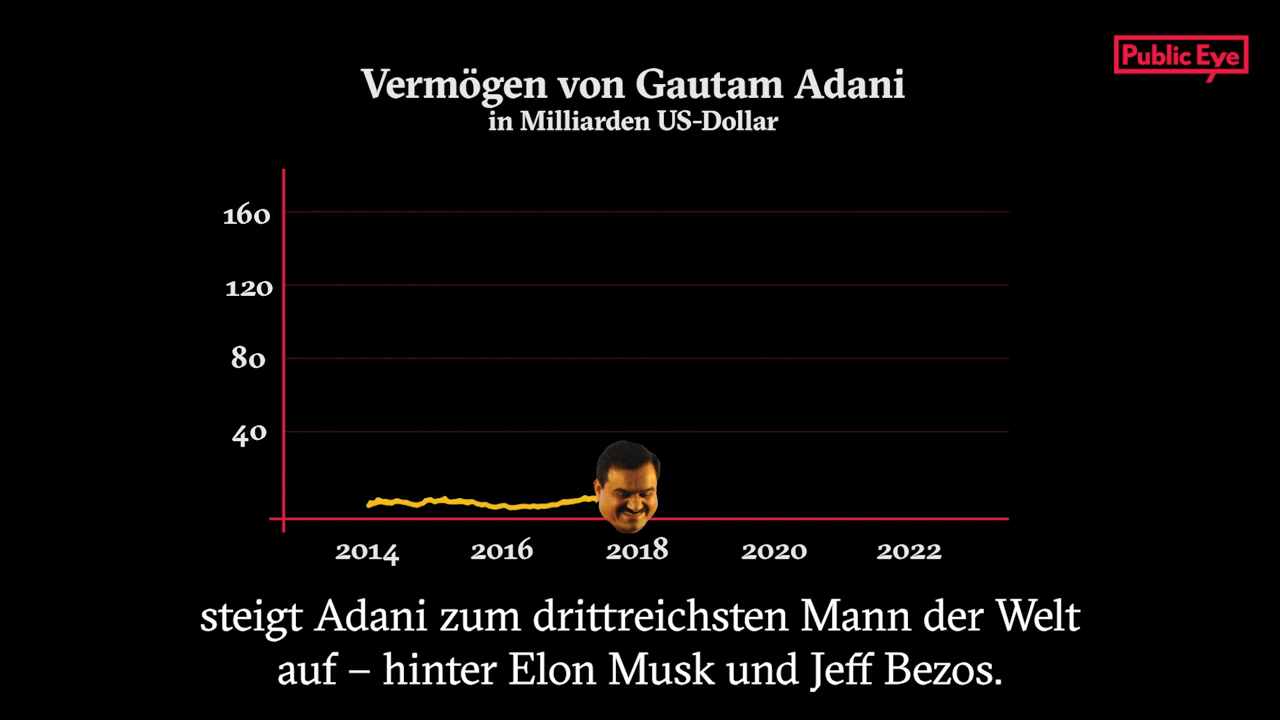 Public Eye
Vermögen von Gautam Adani
in Milliarden US-Dollar
160
120
80
40
2014 2016 2018 2020 2022
steigt Adani zum drittreichsten Mann der Welt
auf – hinter Elon Musk und Jeff Bezos.